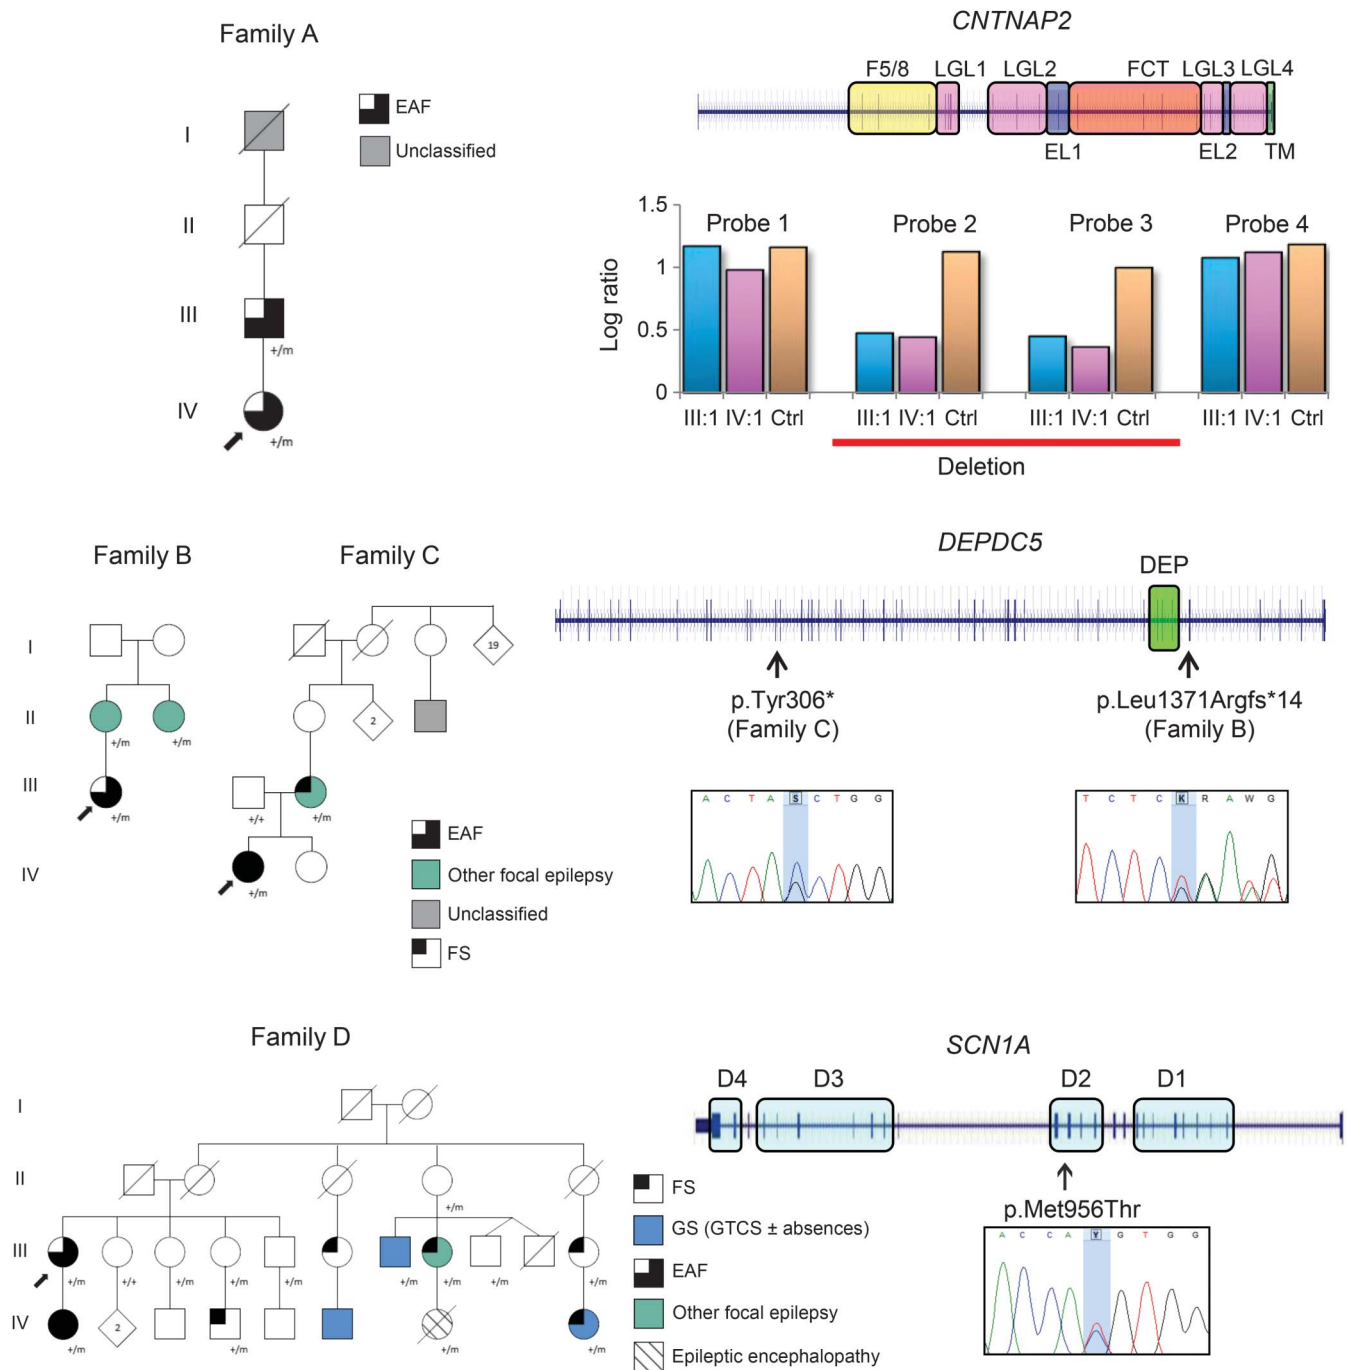 Family A
EAF
Unclassified
I
II
III
+/m
IV
+/m
CNTNAP2
F5/8 LGL1 LGL2 FCT LGL3 LGL4
EL1 EL2 TM
1.5
1
0.5
0
Log ratio
Probe 1 Probe 2 Probe 3 Probe 4
III:1 IV:1 Ctrl III:1 IV:1 Ctrl III:1 IV:1 Ctrl III:1 IV:1 Ctrl
Deletion
Family B Family C
I
19
II
2
+/m +/m
III
+/m +/+ +/m
IV
+/m
EAF
Other focal epilepsy
Unclassified
FS
DEPDC5
DEP
p.Tyr306*
(Family C)
p.Leu1371Argfs*14
(Family B)
A C T A S C T G G
T C T C K R A W G
Family D
I
II
+/m
III
+/m +/+ +/m +/m +/m +/m +/m +/m +/m
IV
2
+/m +/m +/m +/m
FS
GS (GTCS ± absences)
EAF
Other focal epilepsy
Epileptic encephalopathy
SCN1A
D4 D3 D2 D1
p.Met956Thr
A C C A Y G T G G